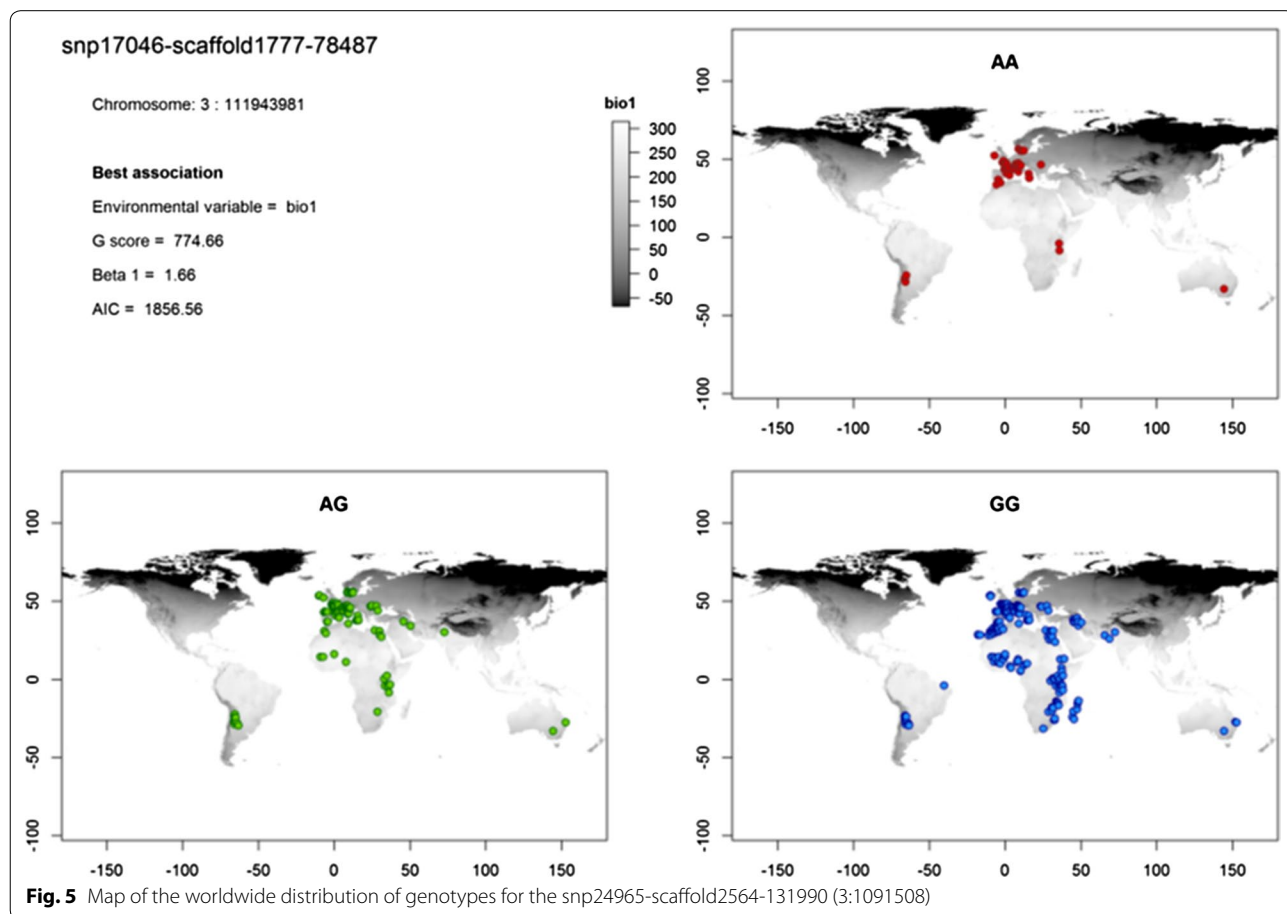 snp17046-scaffold1777-78487
Chromosome: 3 : 111943981
Best association
Environmental variable = bio1
G score = 774.66
Beta 1 = 1.66
AIC = 1856.56
bio1
300
250
200
150
100
50
0
-50
AA
100
50
0
-50
-100
-150 -100 -50 0 50 100 150
AG
100
50
0
-50
-100
-150 -100 -50 0 50 100 150
GG
100
50
0
-50
-100
-150 -100 -50 0 50 100 150
Fig. 5 Map of the worldwide distribution of genotypes for the snp24965-scaffold2564-131990 (3:1091508)